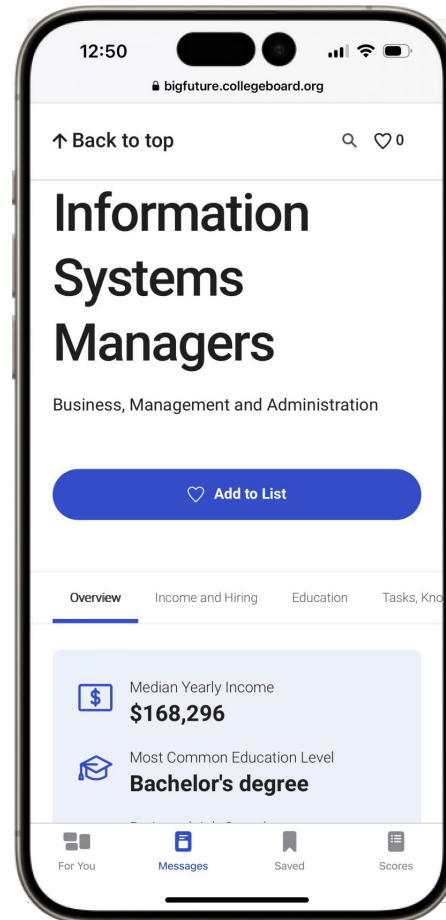 12:50
bigfuture.collegeboard.org
Back to top
0
Information
Systems
Managers
Business, Management and Administration
Add to List
Overview Income and Hiring Education Tasks, Kno
$
Median Yearly Income
$168,296
Most Common Education Level
Bachelor's degree
For You Messages Saved Scores